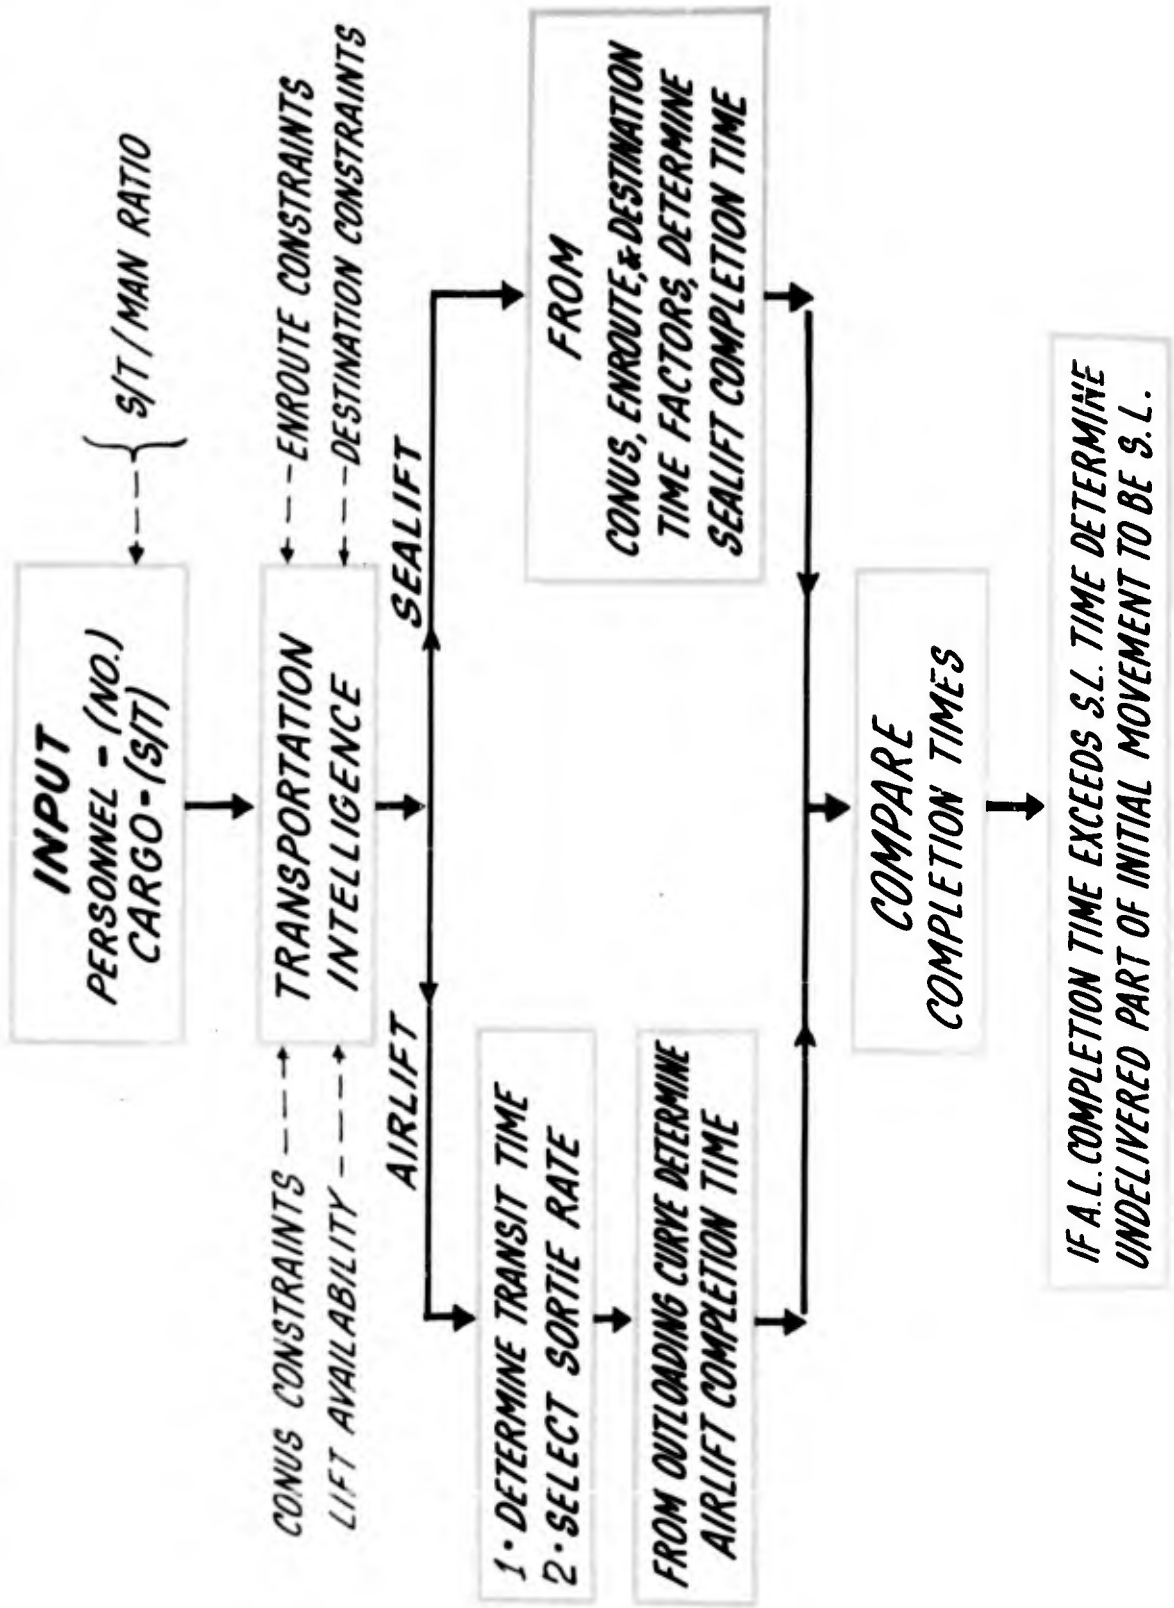 INPUT
PERSONNEL - (NO.)
CARGO - (S/T)
S/T / MAN RATIO
CONUS CONSTRAINTS
LIFT AVAILABILITY
TRANSPORTATION
INTELLIGENCE
ENROUTE CONSTRAINTS
DESTINATION CONSTRAINTS
AIRLIFT
SEALIFT
1. DETERMINE TRANSIT TIME
2. SELECT SORTIE RATE
FROM OUTLOADING CURVE DETERMINE
AIRLIFT COMPLETION TIME
FROM
CONUS, ENROUTE, & DESTINATION
TIME FACTORS, DETERMINE
SEALIFT COMPLETION TIME
COMPARE
COMPLETION TIMES
IF A.L. COMPLETION TIME EXCEEDS S.L. TIME DETERMINE
UNDELIVERED PART OF INITIAL MOVEMENT TO BE S.L.